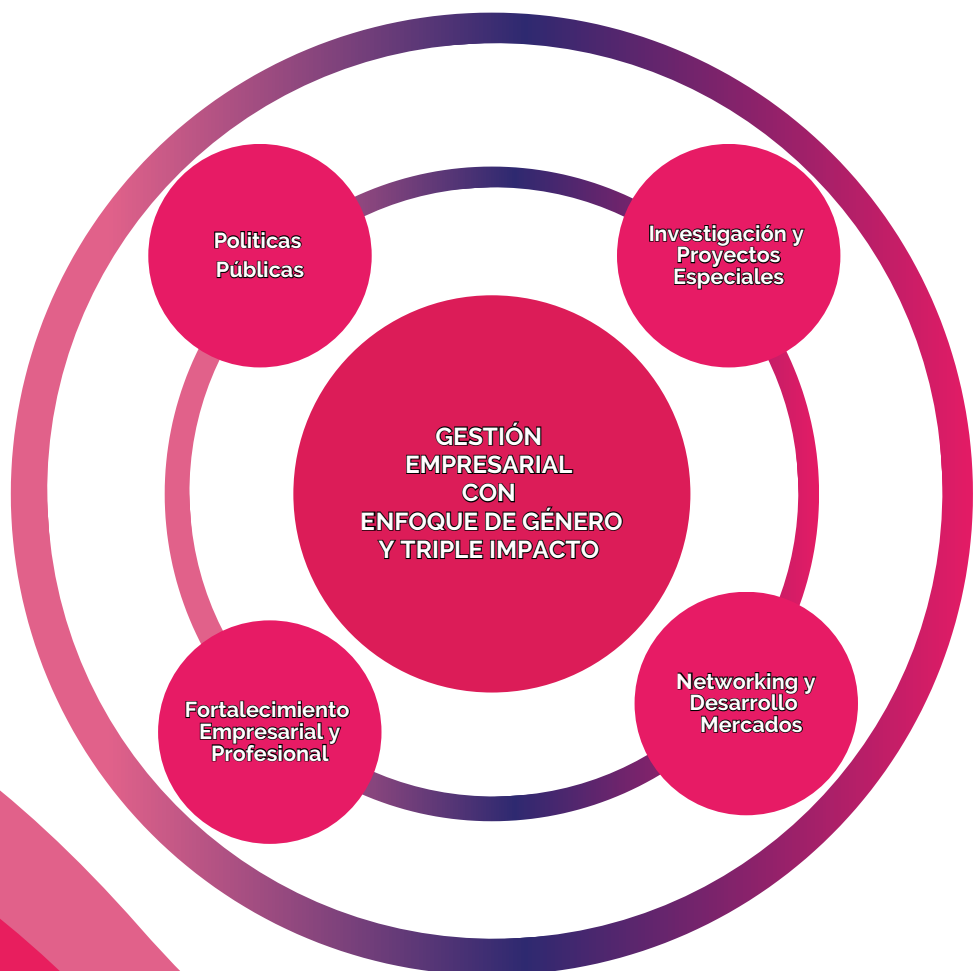 Politicas
Públicas
Investigación y
Proyectos
Especiales
GESTIÓN
EMPRESARIAL
CON
ENFOQUE DE GÉNERO
Y TRIPLE IMPACTO
Fortalecimiento
Empresarial y
Profesional
Networking y
Desarrollo
Mercados